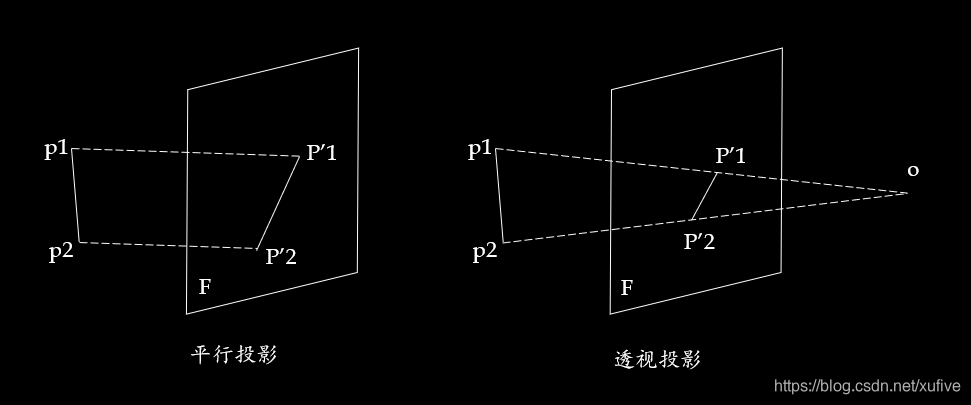 p1
P′1
p2
P′2
F
平行投影
p1
P′1
o
p2
P′2
F
透视投影
https://blog.csdn.net/xufive